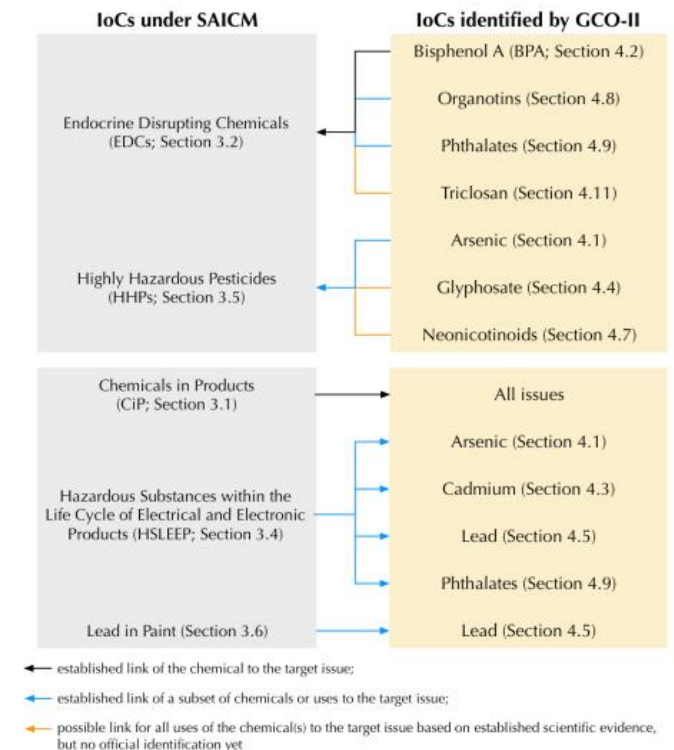 IoCs under SAICM
IoCs identified by GCO-II
Endocrine Disrupting Chemicals
(EDCs; Section 3.2)
Highly Hazardous Pesticides
(HHPs; Section 3.5)
Bisphenol A (BPA; Section 4.2)
Organotins (Section 4.8)
Phthalates (Section 4.9)
Triclosan (Section 4.11)
Arsenic (Section 4.1)
Glyphosate (Section 4.4)
Neonicotinoids (Section 4.7)
Chemicals in Products
(CiP; Section 3.1)
Hazardous Substances within the
Life Cycle of Electrical and Electronic
Products (HSLEEP; Section 3.4)
Lead in Paint (Section 3.6)
All issues
Arsenic (Section 4.1)
Cadmium (Section 4.3)
Lead (Section 4.5)
Phthalates (Section 4.9)
Lead (Section 4.5)
established link of the chemical to the target issue;
established link of a subset of chemicals or uses to the target issue;
possible link for all uses of the chemical(s) to the target issue based on established scientific evidence,
but no official identification yet